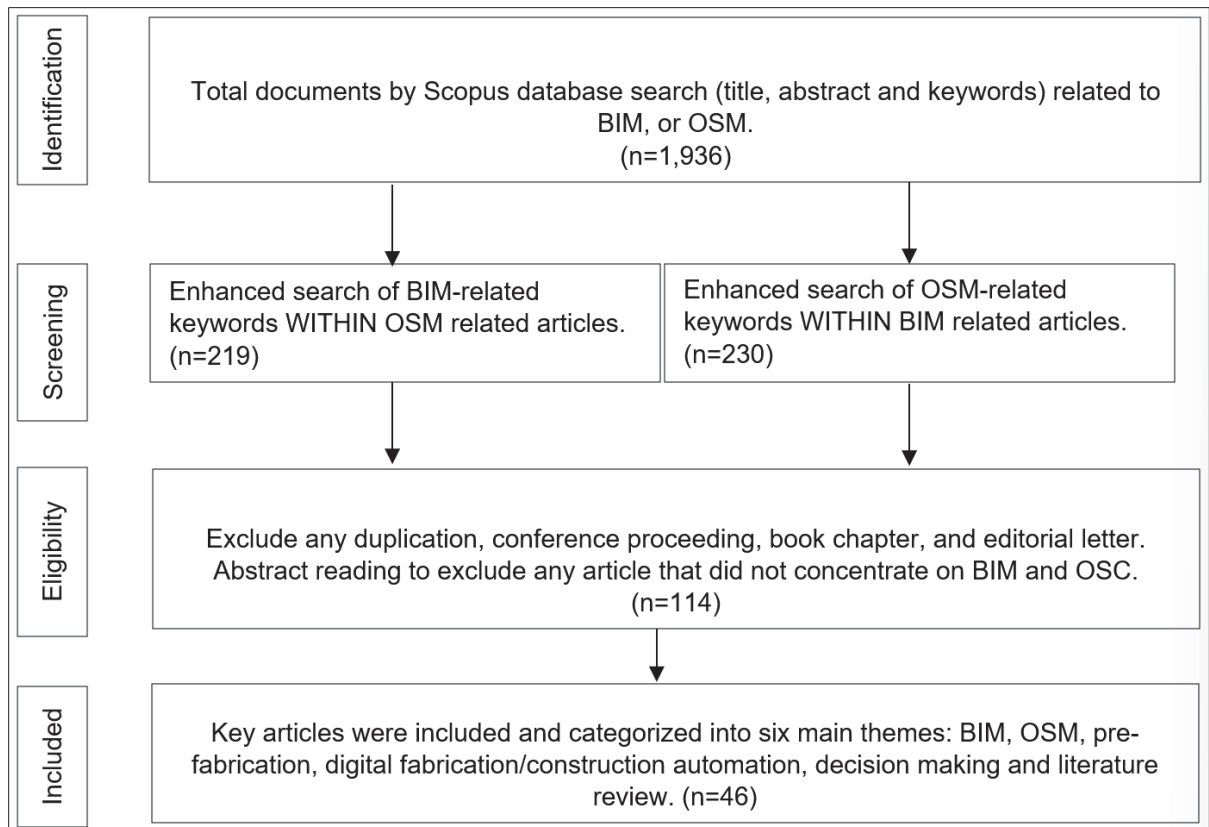 Identification
Total documents by Scopus database search (title, abstract and keywords) related to
BIM, or OSM.
(n=1,936)
Screening
Enhanced search of BIM-related
keywords WITHIN OSM related articles.
(n=219)
Enhanced search of OSM-related
keywords WITHIN BIM related articles.
(n=230)
Eligibility
Exclude any duplication, conference proceeding, book chapter, and editorial letter.
Abstract reading to exclude any article that did not concentrate on BIM and OSC.
(n=114)
Included
Key articles were included and categorized into six main themes: BIM, OSM, pre-
fabrication, digital fabrication/construction automation, decision making and literature
review. (n=46)